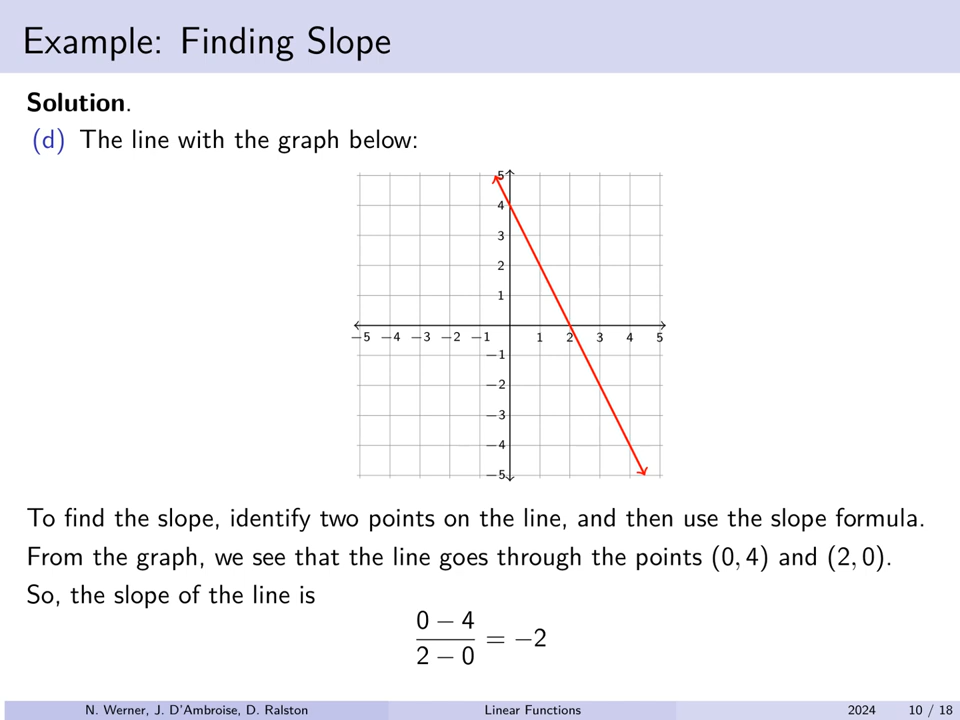 Example: Finding Slope
Solution.
(d) The line with the graph below:
5
4
3
2
1
−5 −4 −3 −2 −1 1 2 3 4 5
−1
−2
−3
−4
−5
To find the slope, identify two points on the line, and then use the slope formula.
From the graph, we see that the line goes through the points (0, 4) and (2, 0).
So, the slope of the line is
0 − 4
2 − 0
= −2
N. Werner, J. D'Ambroise, D. Ralston Linear Functions 2024 10 / 18